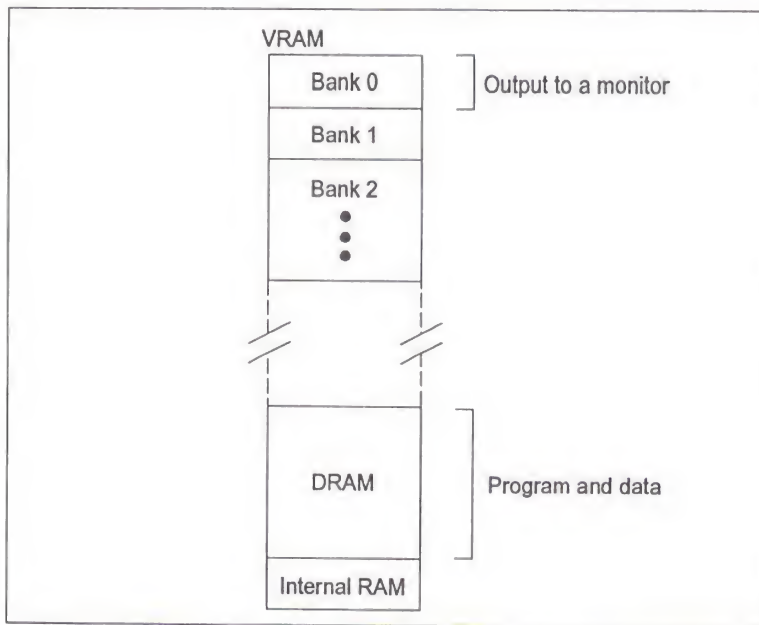 VRAM
Bank 0
Output to a monitor
Bank 1
Bank 2
DRAM
Program and data
Internal RAM